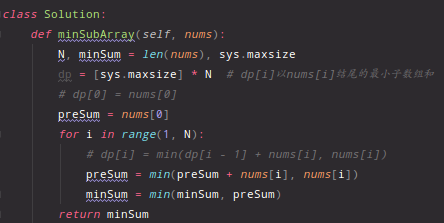 class Solution:
    def minSubArray(self, nums):
        N, minSum = len(nums), sys.maxsize
        dp = [sys.maxsize] * N  # dp[i]以nums[i]结尾的最小子数组和
        # dp[0] = nums[0]
        preSum = nums[0]
        for i in range(1, N):
            # dp[i] = min(dp[i - 1] + nums[i], nums[i])
            preSum = min(preSum + nums[i], nums[i])
            minSum = min(minSum, preSum)
        return minSum